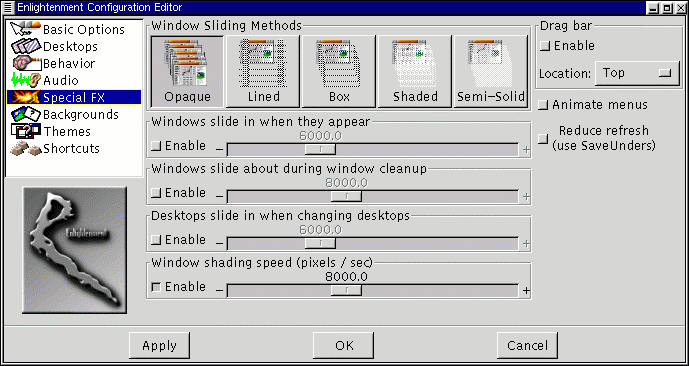 Enlightenment Configuration Editor
Basic Options
Desktops
Behavior
Audio
Special FX
Backgrounds
Themes
Shortcuts
Enlightenment
Window Sliding Methods
Opaque
Lined
Box
Shaded
Semi-Solid
Windows slide in when they appear
6000.0
Enable - +
Windows slide about during window cleanup
8000.0
Enable - +
Desktops slide in when changing desktops
6000.0
Enable - +
Window shading speed (pixels / sec)
8000.0
Enable - +
Drag bar
Enable
Location: Top
Animate menus
Reduce refresh
(use SaveUnders)
Apply
OK
Cancel